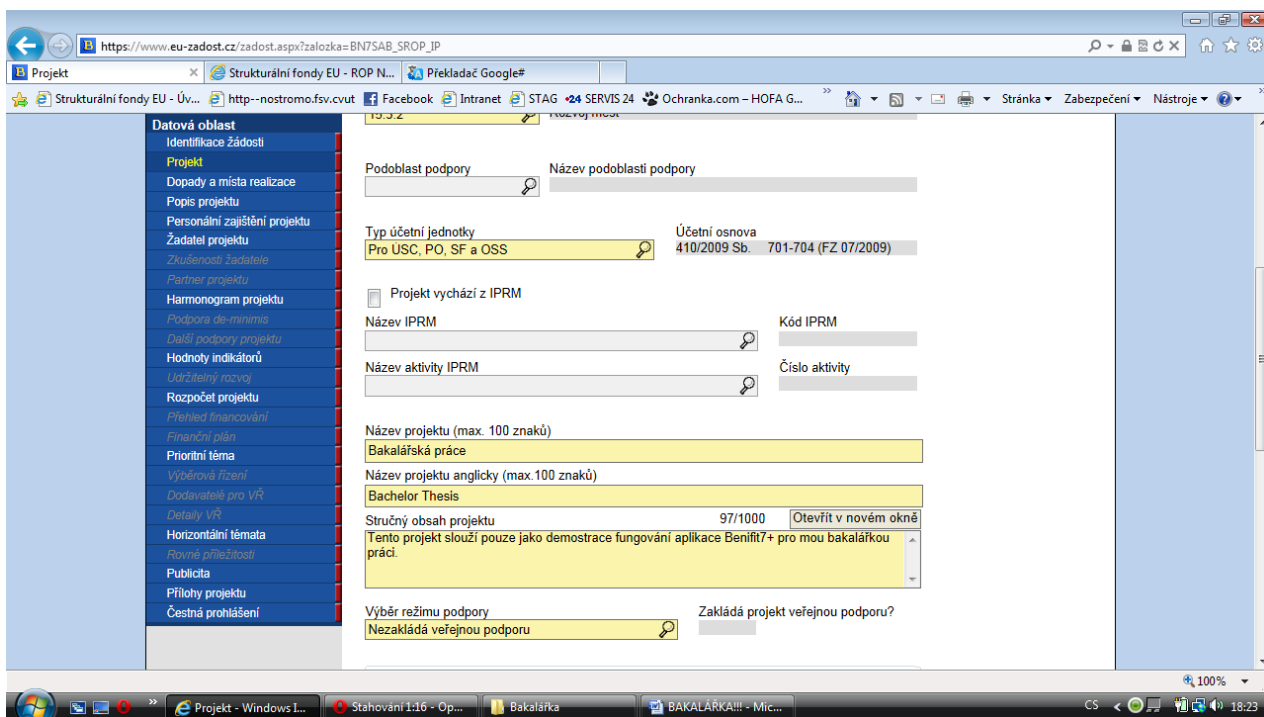 https://www.eu-zadost.cz/zadost.aspx?zalozka=BN7SAB_SROP_IP
Projekt
Strukturální fondy EU - ROP N...
Překladač Google#
Strukturální fondy EU - Úv...
http--nostromo.fsv.cvut
Facebook
Intranet
STAG
SERVIS 24
Ochranka.com – HOFA G...
Stránka
Zabezpečení
Nástroje
Datová oblast
Identifikace žádosti
Projekt
Dopady a místa realizace
Popis projektu
Personální zajištění projektu
Žadatel projektu
Zkušenosti žadatele
Partner projektu
Harmonogram projektu
Podpora de-minimis
Další podpory projektu
Hodnoty indikátorů
Udržitelný rozvoj
Rozpočet projektu
Přehled financování
Finanční plán
Prioritní téma
Výběrová řízení
Dodavatelé pro VŘ
Detaily VŘ
Horizontální témata
Rovné příležitosti
Publicita
Přílohy projektu
Čestná prohlášení
15.3.2
Rozvoj měst
Podoblast podpory
Název podoblasti podpory
Typ účetní jednotky
Účetní osnova
Pro ÚSC, PO, SF a OSS
410/2009 Sb. 701-704 (FZ 07/2009)
Projekt vychází z IPRM
Název IPRM
Kód IPRM
Název aktivity IPRM
Číslo aktivity
Název projektu (max. 100 znaků)
Bakalářská práce
Název projektu anglicky (max.100 znaků)
Bachelor Thesis
Stručný obsah projektu
97/1000
Otevřít v novém okně
Tento projekt slouží pouze jako demostrace fungování aplikace Benifit7+ pro mou bakalářkou
práci.
Výběr režimu podpory
Zakládá projekt veřejnou podporu?
Nezakládá veřejnou podporu
100%
Projekt - Windows I...
Stahování 1:16 - Op...
Bakalářka
BAKALÁŘKA!!! - Mic...
CS
18:23